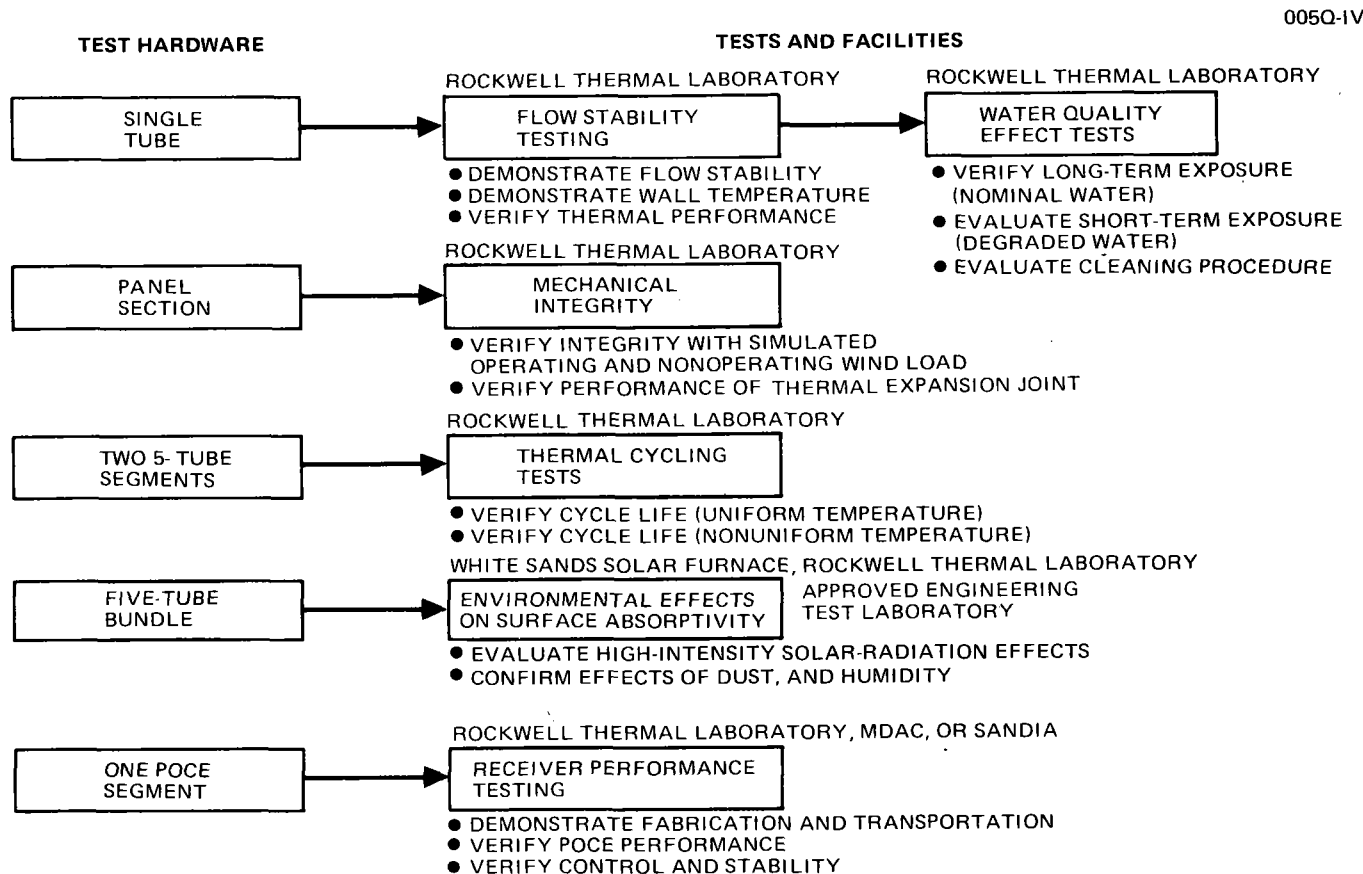 005Q-IV
TEST HARDWARE
TESTS AND FACILITIES
ROCKWELL THERMAL LABORATORY
ROCKWELL THERMAL LABORATORY
SINGLE
TUBE
FLOW STABILITY
TESTING
WATER QUALITY
EFFECT TESTS
● DEMONSTRATE FLOW STABILITY
● DEMONSTRATE WALL TEMPERATURE
● VERIFY THERMAL PERFORMANCE
● VERIFY LONG-TERM EXPOSURE
(NOMINAL WATER)
● EVALUATE SHORT-TERM EXPOSURE
(DEGRADED WATER)
● EVALUATE CLEANING PROCEDURE
ROCKWELL THERMAL LABORATORY
PANEL
SECTION
MECHANICAL
INTEGRITY
● VERIFY INTEGRITY WITH SIMULATED
OPERATING AND NONOPERATING WIND LOAD
● VERIFY PERFORMANCE OF THERMAL EXPANSION JOINT
ROCKWELL THERMAL LABORATORY
TWO 5-TUBE
SEGMENTS
THERMAL CYCLING
TESTS
● VERIFY CYCLE LIFE (UNIFORM TEMPERATURE)
● VERIFY CYCLE LIFE (NONUNIFORM TEMPERATURE)
WHITE SANDS SOLAR FURNACE, ROCKWELL THERMAL LABORATORY
FIVE-TUBE
BUNDLE
ENVIRONMENTAL EFFECTS
ON SURFACE ABSORPTIVITY
APPROVED ENGINEERING
TEST LABORATORY
● EVALUATE HIGH-INTENSITY SOLAR-RADIATION EFFECTS
● CONFIRM EFFECTS OF DUST, AND HUMIDITY
ROCKWELL THERMAL LABORATORY, MDAC, OR SANDIA
ONE POCE
SEGMENT
RECEIVER PERFORMANCE
TESTING
● DEMONSTRATE FABRICATION AND TRANSPORTATION
● VERIFY POCE PERFORMANCE
● VERIFY CONTROL AND STABILITY